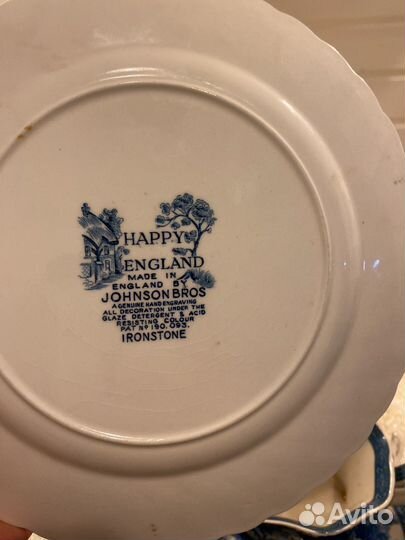 HAPPY
ENGLAND
MADE IN
ENGLAND BY
JOHNSON BROS
A GENUINE HAND ENGRAVING
ALL DECORATION UNDER THE
GLAZE DETERGENT & ACID
RESISTING COLOUR
PAT Nº 190.093.
IRONSTONE
Avito